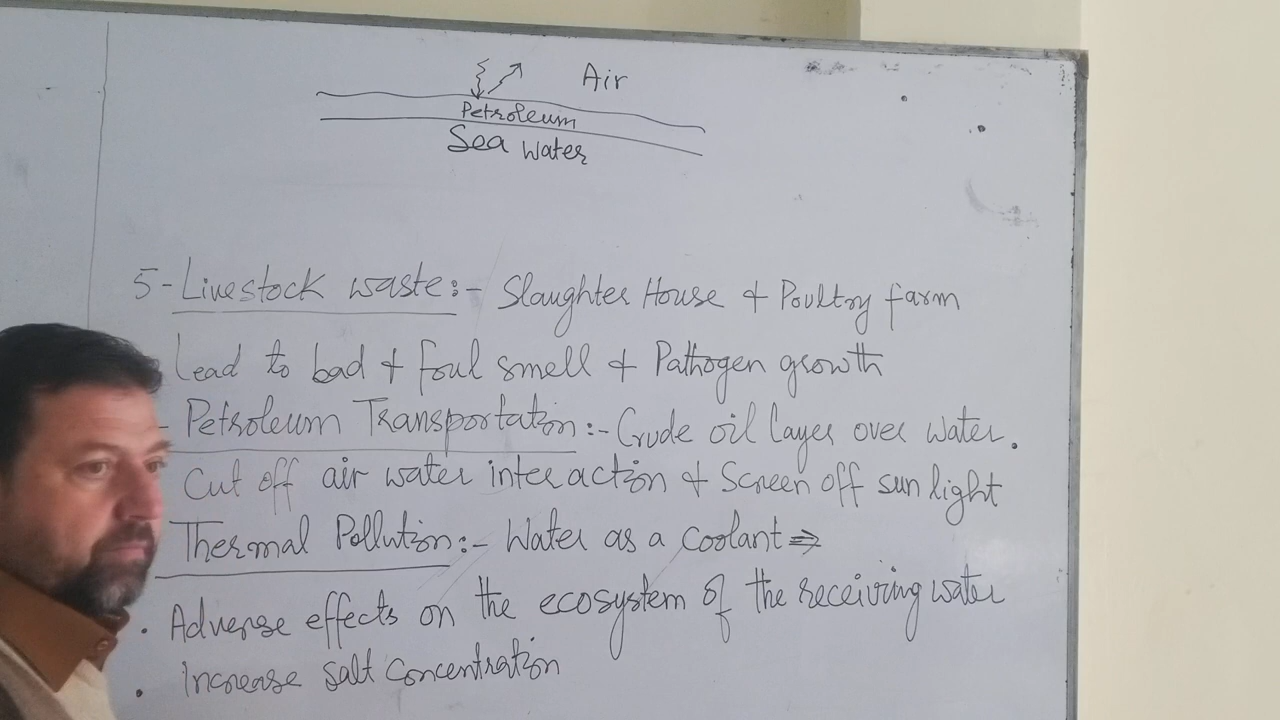 Air
Petroleum
Sea Water
5- Livestock waste:- Slaughter House & Poultry farm
Lead to bad & foul smell & Pathogen growth
- Petroleum Transportation:- Crude oil layer over water.
Cut off air water interaction & Screen off sun light
Thermal Pollution:- Water as a coolant ⇒
• Adverse effects on the ecosystem of the receiving water
• Increase Salt Concentration